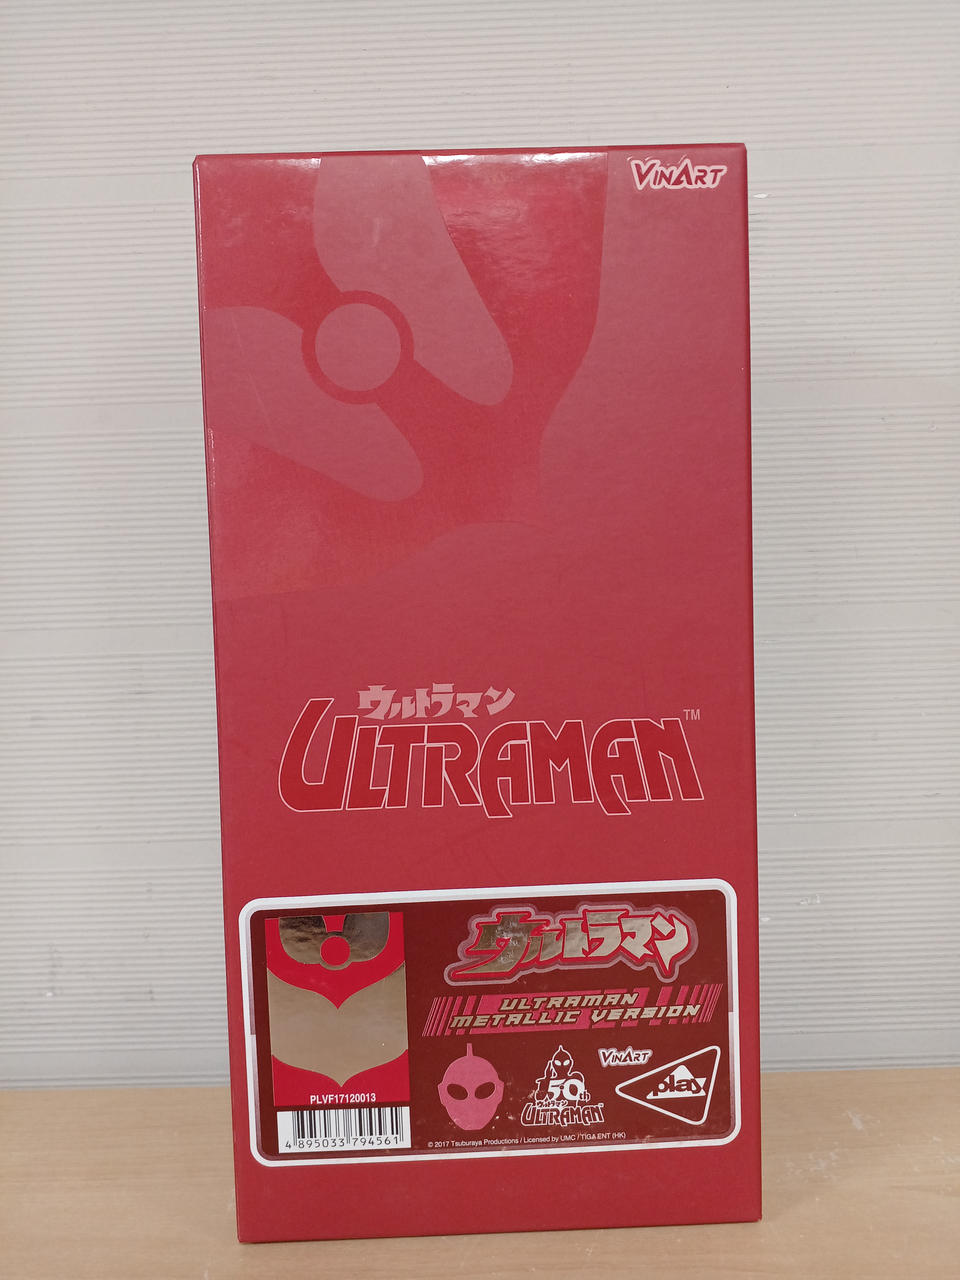 VINART
ウルトラマン
ULTRAMAN™
ウルトラマン
ULTRAMAN
METALLIC VERSION
VINART
50th
ウルトラマン
ULTRAMAN
play
PLVF17120013
4 895033 794561
© 2017 Tsuburaya Productions / Licensed by UMC / TIGA ENT (HK)